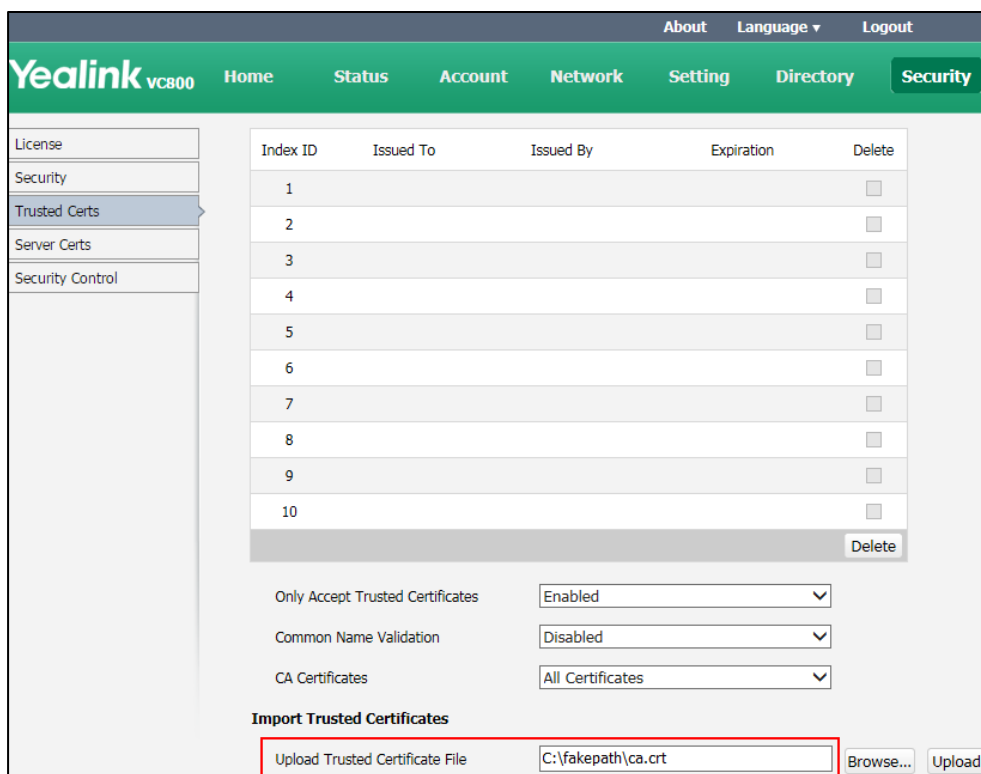 About Language ▾ Logout
Yealink VC800 Home Status Account Network Setting Directory Security
License
Security
Trusted Certs
Server Certs
Security Control
Index ID Issued To Issued By Expiration Delete
1
2
3
4
5
6
7
8
9
10
Delete
Only Accept Trusted Certificates Enabled
Common Name Validation Disabled
CA Certificates All Certificates
Import Trusted Certificates
Upload Trusted Certificate File C:\fakepath\ca.crt Browse... Upload